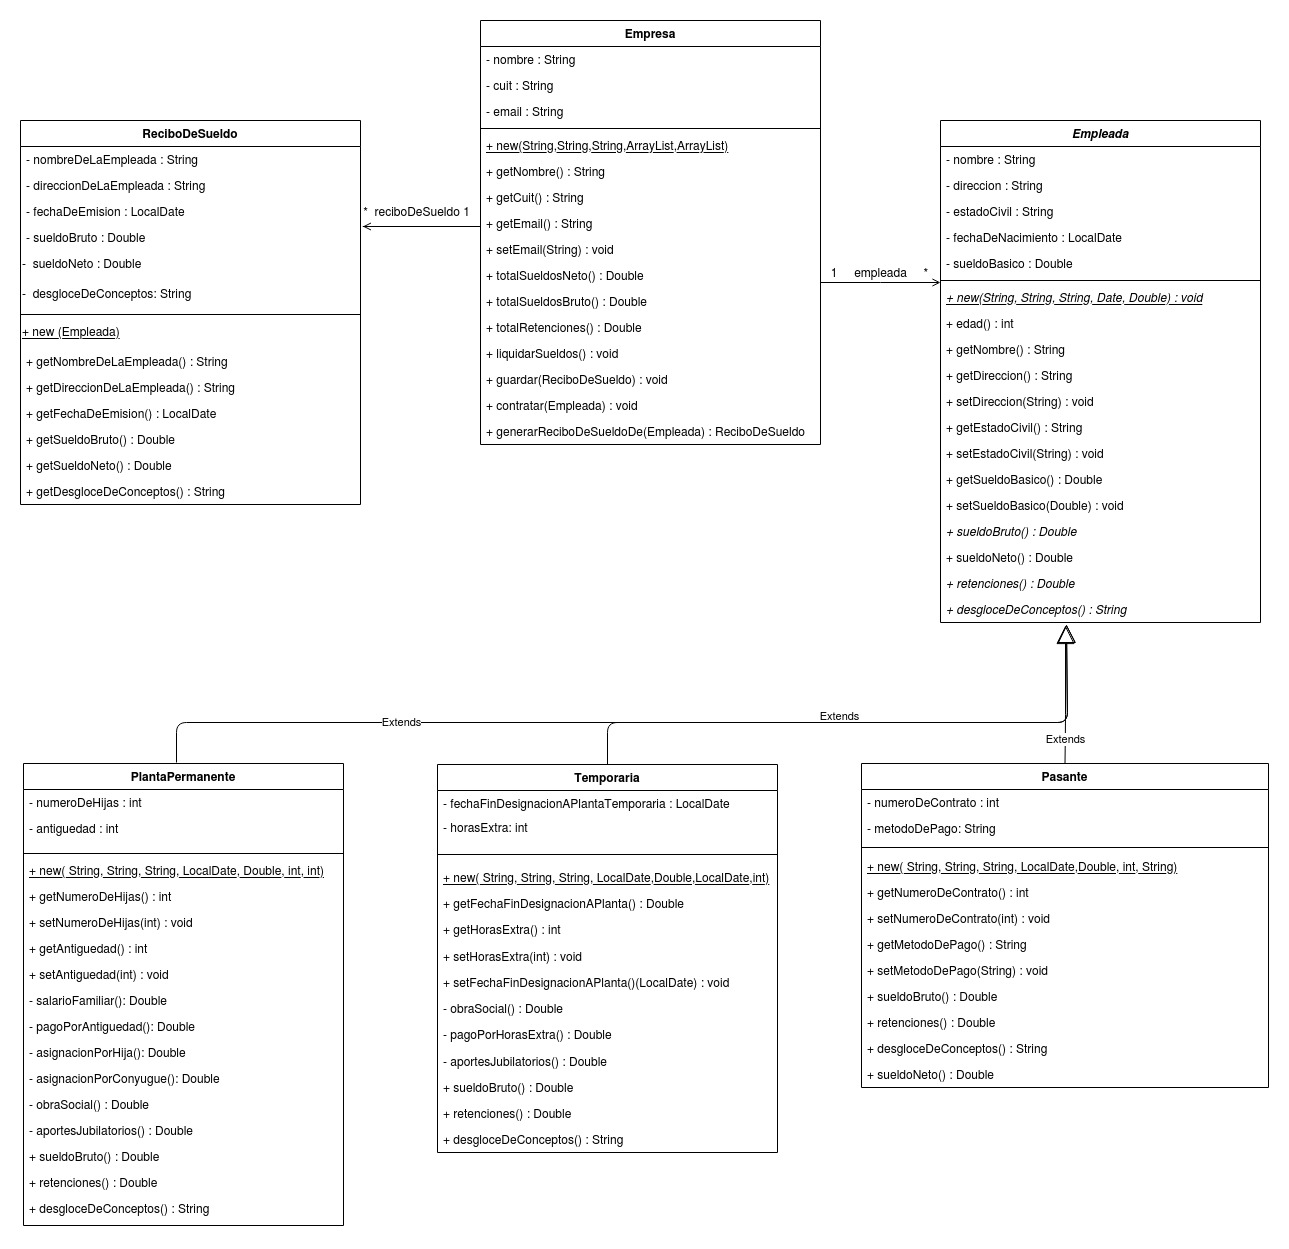 Empresa
- nombre : String
- cuit : String
- email : String
+ new(String,String,String,ArrayList,ArrayList)
+ getNombre() : String
+ getCuit() : String
+ getEmail() : String
+ setEmail(String) : void
+ totalSueldosNeto() : Double
+ totalSueldosBruto() : Double
+ totalRetenciones() : Double
+ liquidarSueldos() : void
+ guardar(ReciboDeSueldo) : void
+ contratar(Empleada) : void
+ generarReciboDeSueldoDe(Empleada) : ReciboDeSueldo
ReciboDeSueldo
- nombreDeLaEmpleada : String
- direccionDeLaEmpleada : String
- fechaDeEmision : LocalDate
- sueldoBruto : Double
- sueldoNeto : Double
- desgloceDeConceptos: String
+ new (Empleada)
+ getNombreDeLaEmpleada() : String
+ getDireccionDeLaEmpleada() : String
+ getFechaDeEmision() : LocalDate
+ getSueldoBruto() : Double
+ getSueldoNeto() : Double
+ getDesgloceDeConceptos() : String
* reciboDeSueldo 1
1 empleada *
Empleada
- nombre : String
- direccion : String
- estadoCivil : String
- fechaDeNacimiento : LocalDate
- sueldoBasico : Double
+ new(String, String, String, Date, Double) : void
+ edad() : int
+ getNombre() : String
+ getDireccion() : String
+ setDireccion(String) : void
+ getEstadoCivil() : String
+ setEstadoCivil(String) : void
+ getSueldoBasico() : Double
+ setSueldoBasico(Double) : void
+ sueldoBruto() : Double
+ sueldoNeto() : Double
+ retenciones() : Double
+ desgloceDeConceptos() : String
Extends
Extends
Extends
PlantaPermanente
- numeroDeHijas : int
- antiguedad : int
+ new( String, String, String, LocalDate, Double, int, int)
+ getNumeroDeHijas() : int
+ setNumeroDeHijas(int) : void
+ getAntiguedad() : int
+ setAntiguedad(int) : void
- salarioFamiliar(): Double
- pagoPorAntiguedad(): Double
- asignacionPorHija(): Double
- asignacionPorConyugue(): Double
- obraSocial() : Double
- aportesJubilatorios() : Double
+ sueldoBruto() : Double
+ retenciones() : Double
+ desgloceDeConceptos() : String
Temporaria
- fechaFinDesignacionAPlantaTemporaria : LocalDate
- horasExtra: int
+ new( String, String, String, LocalDate,Double,LocalDate,int)
+ getFechaFinDesignacionAPlanta() : Double
+ getHorasExtra() : int
+ setHorasExtra(int) : void
+ setFechaFinDesignacionAPlanta()(LocalDate) : void
- obraSocial() : Double
- pagoPorHorasExtra() : Double
- aportesJubilatorios() : Double
+ sueldoBruto() : Double
+ retenciones() : Double
+ desgloceDeConceptos() : String
Pasante
- numeroDeContrato : int
- metodoDePago: String
+ new( String, String, String, LocalDate,Double, int, String)
+ getNumeroDeContrato() : int
+ setNumeroDeContrato(int) : void
+ getMetodoDePago() : String
+ setMetodoDePago(String) : void
+ sueldoBruto() : Double
+ retenciones() : Double
+ desgloceDeConceptos() : String
+ sueldoNeto() : Double